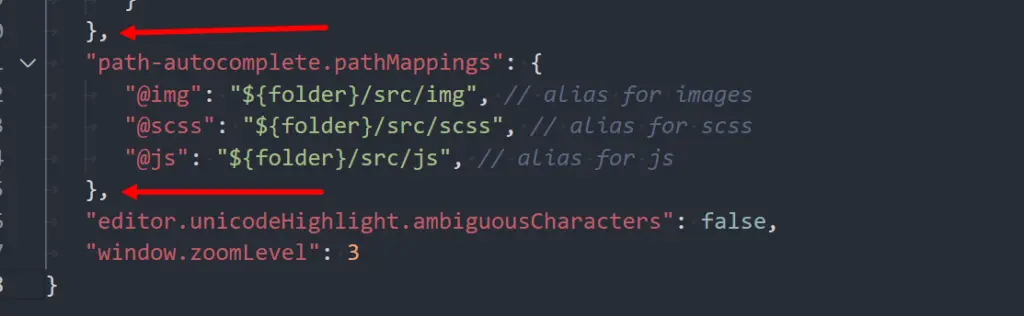 }
},
"path-autocomplete.pathMappings": {
"@img": "${folder}/src/img", // alias for images
"@scss": "${folder}/src/scss", // alias for scss
"@js": "${folder}/src/js", // alias for js
},
"editor.unicodeHighlight.ambiguousCharacters": false,
"window.zoomLevel": 3
}